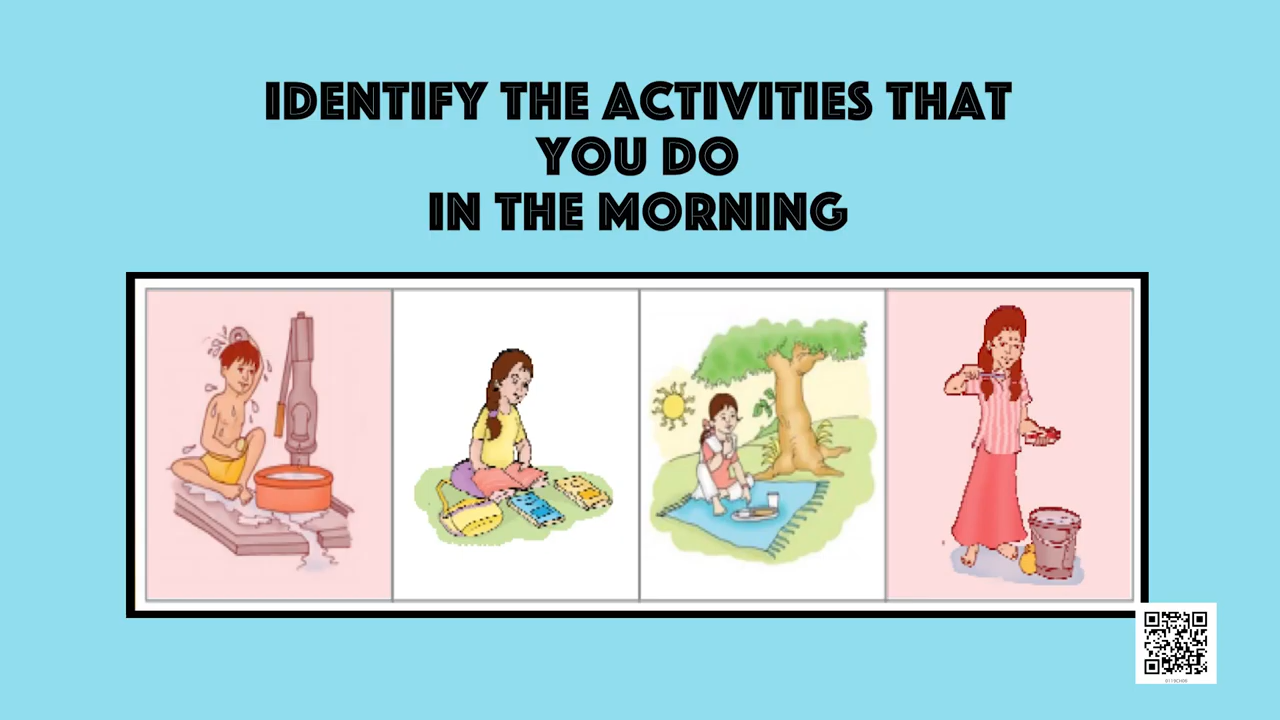 IDENTIFY THE ACTIVITIES THAT
YOU DO
IN THE MORNING